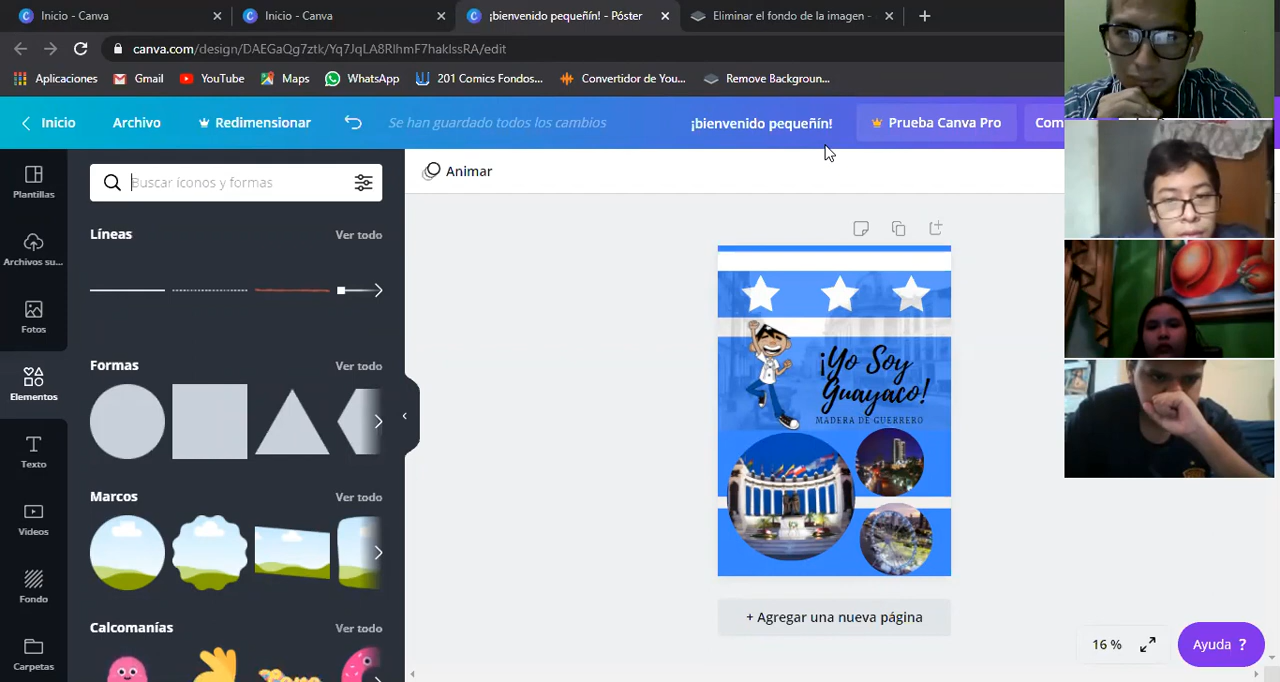 Inicio - Canva
Inicio - Canva
¡bienvenido pequeñín! - Póster
Eliminar el fondo de la imagen -
canva.com/design/DAEGaQg7ztk/Yq7JqLA8RlhmF7haklssRA/edit
Aplicaciones
Gmail
YouTube
Maps
WhatsApp
201 Comics Fondos...
Convertidor de You...
Remove Backgroun...
Inicio
Archivo
Redimensionar
Se han guardado todos los cambios
¡bienvenido pequeñín!
Prueba Canva Pro
Com
Plantillas
Archivos su...
Fotos
Elementos
Texto
Videos
Fondo
Carpetas
Buscar íconos y formas
Líneas
Ver todo
Formas
Ver todo
Marcos
Ver todo
Calcomanías
Ver todo
Animar
¡Yo Soy
Guayaco!
MADERA DE GUERRERO
+ Agregar una nueva página
16 %
Ayuda ?